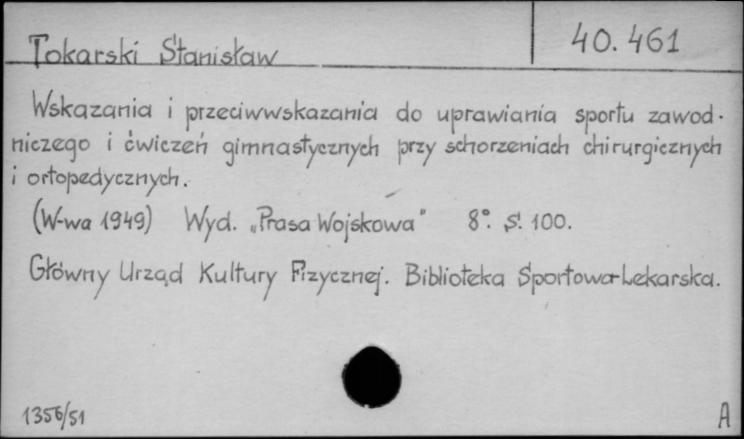 Tokarski Stanisław 40.461
Wskazania i przeciwwskazania do uprawiania sportu zawod-
niczego i ćwiczeń gimnastycznych przy schorzeniach chirurgicznych
i ortopedycznych.
(W-wa 1949) Wyd. „Prasa Wojskowa" 8°. S. 100.
Główny Urząd Kultury Fizycznej. Biblioteka Sportowo-Lekarska.
1356/51 A